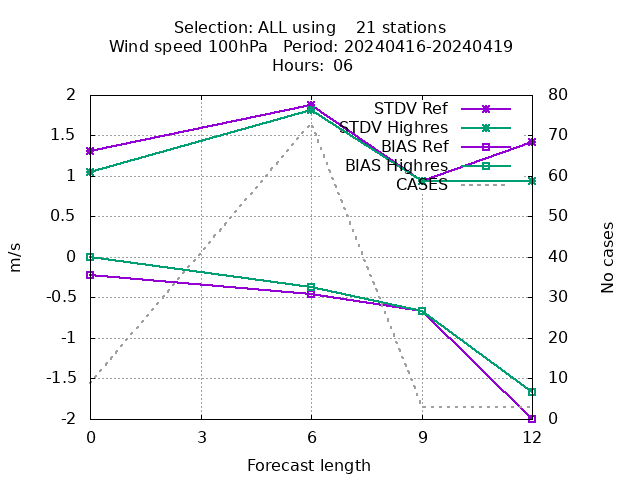 Selection: ALL using    21 stations
Wind speed 100hPa   Period: 20240416-20240419
Hours: 06
2
1.5
1
0.5
0
-0.5
-1
-1.5
-2
m/s
80
70
60
50
40
30
20
10
0
No cases
STDV Ref
STDV Highres
BIAS Ref
BIAS Highres
CASES
0 3 6 9 12
Forecast length